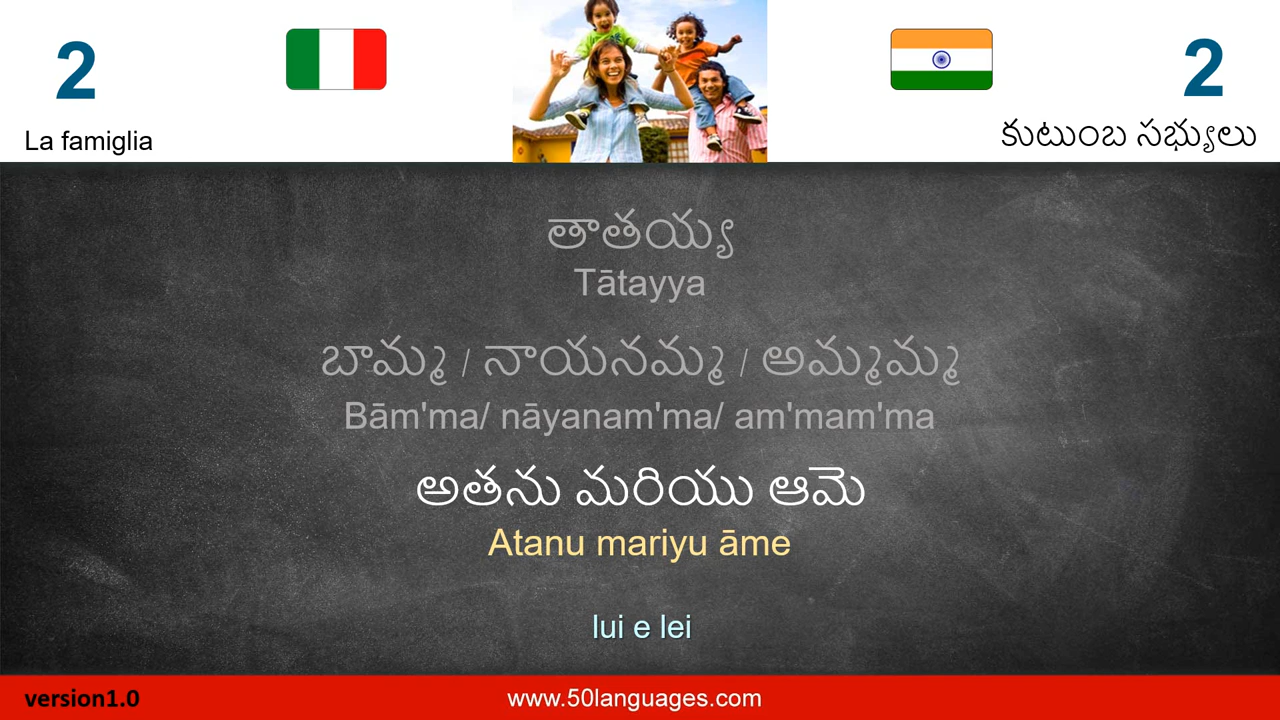 2
2
La famiglia
కుటుంబ సభ్యులు
తాతయ్య
Tātayya
బామ్మ / నాయనమ్మ / అమ్మమ్మ
Bām'ma/ nāyanam'ma/ am'mam'ma
అతను మరియు ఆమె
Atanu mariyu āme
lui e lei
version1.0
www.50languages.com